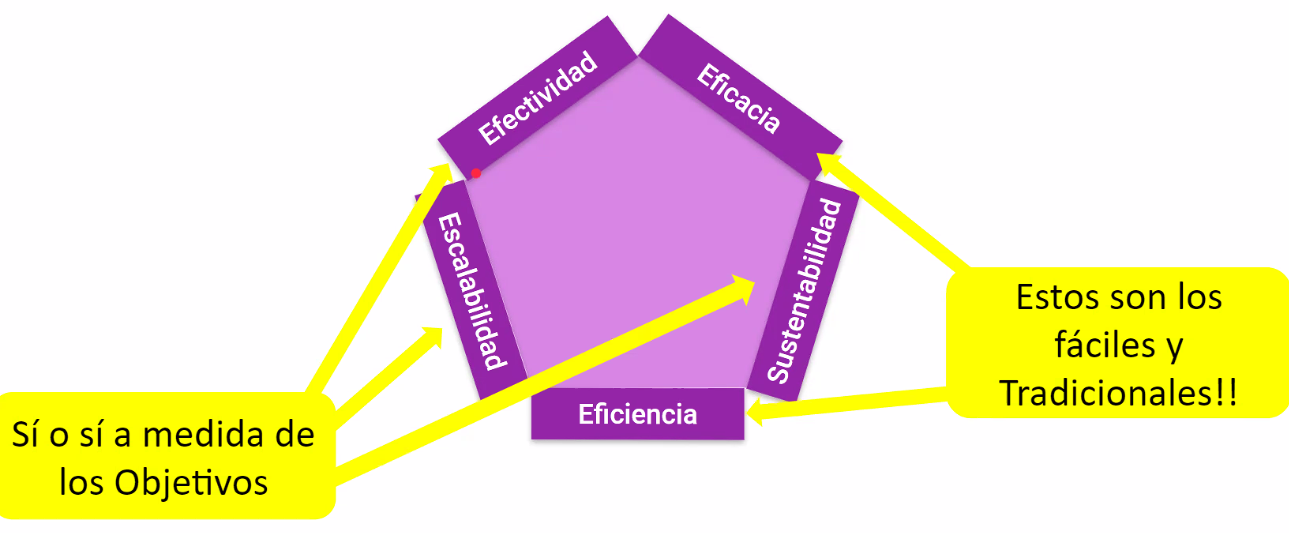 Efectividad
Eficacia
Escalabilidad
Sustentabilidad
Eficiencia
Estos son los
fáciles y
Tradicionales!!
Sí o sí a medida de
los Objetivos